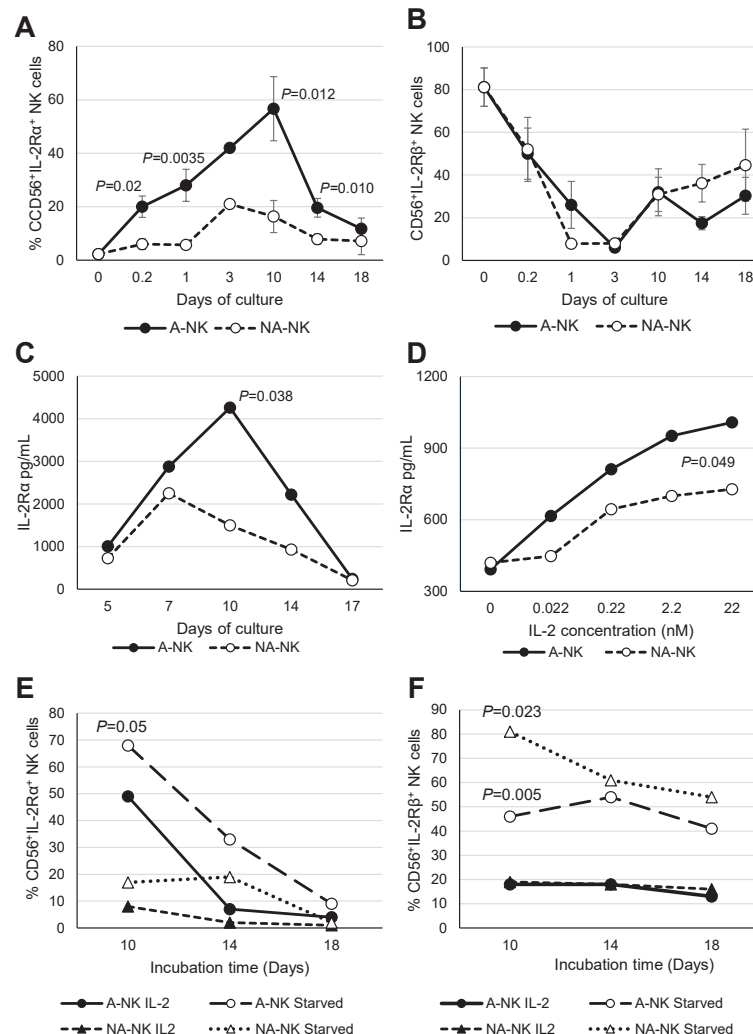 A
% CCD56+IL-2Rα+ NK cells
80
60
40
20
0
P=0.02
P=0.0035
P=0.012
P=0.010
0 0.2 1 3 10 14 18
Days of culture
A-NK NA-NK
B
CD56+IL-2Rβ+ NK cells
100
80
60
40
20
0
0 0.2 1 3 10 14 18
Days of culture
A-NK NA-NK
C
IL-2Rα pg/mL
5000
4000
3000
2000
1000
0
P=0.038
5 7 10 14 17
Days of culture
A-NK NA-NK
D
IL-2Rα pg/mL
1200
900
600
300
P=0.049
0 0.022 0.22 2.2 22
IL-2 concentration (nM)
A-NK NA-NK
E
% CD56+IL-2Rα+ NK cells
80
70
60
50
40
30
20
10
0
P=0.05
10 14 18
Incubation time (Days)
A-NK IL-2 A-NK Starved
NA-NK IL2 NA-NK Starved
F
% CD56+IL-2Rβ+ NK cells
90
80
70
60
50
40
30
20
10
0
P=0.023
P=0.005
10 14 18
Incubation time (Days)
A-NK IL-2 A-NK Starved
NA-NK IL2 NA-NK Starved